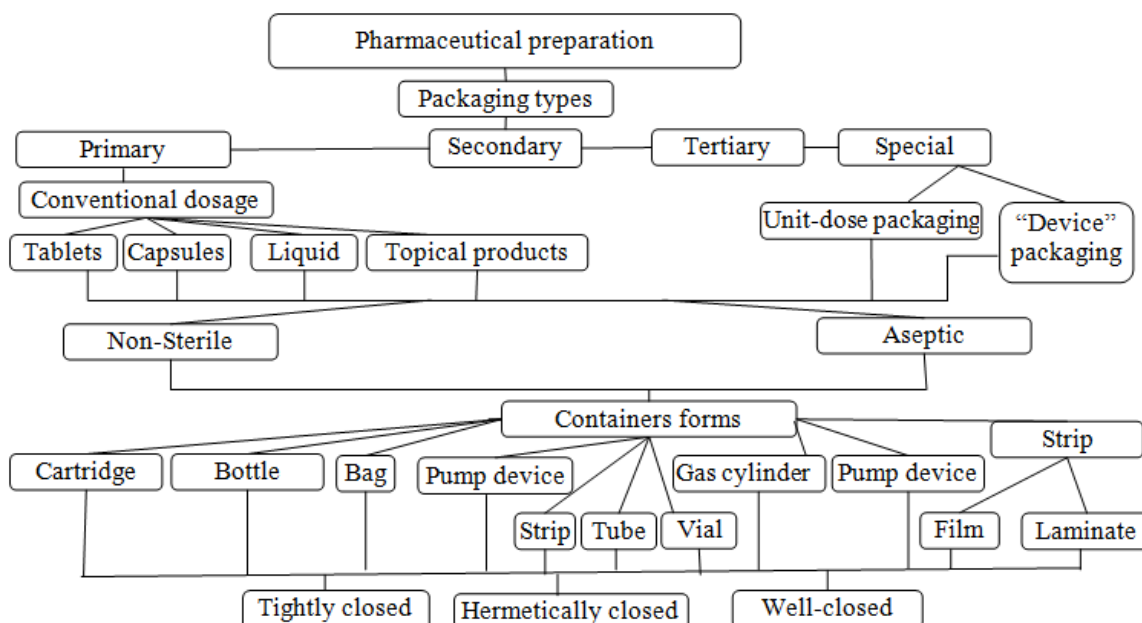 Pharmaceutical preparation
Packaging types
Primary
Secondary
Tertiary
Special
Conventional dosage
Unit-dose packaging
“Device”
packaging
Tablets
Capsules
Liquid
Topical products
Non-Sterile
Aseptic
Containers forms
Strip
Cartridge
Bottle
Bag
Pump device
Gas cylinder
Pump device
Strip
Tube
Vial
Film
Laminate
Tightly closed
Hermetically closed
Well-closed